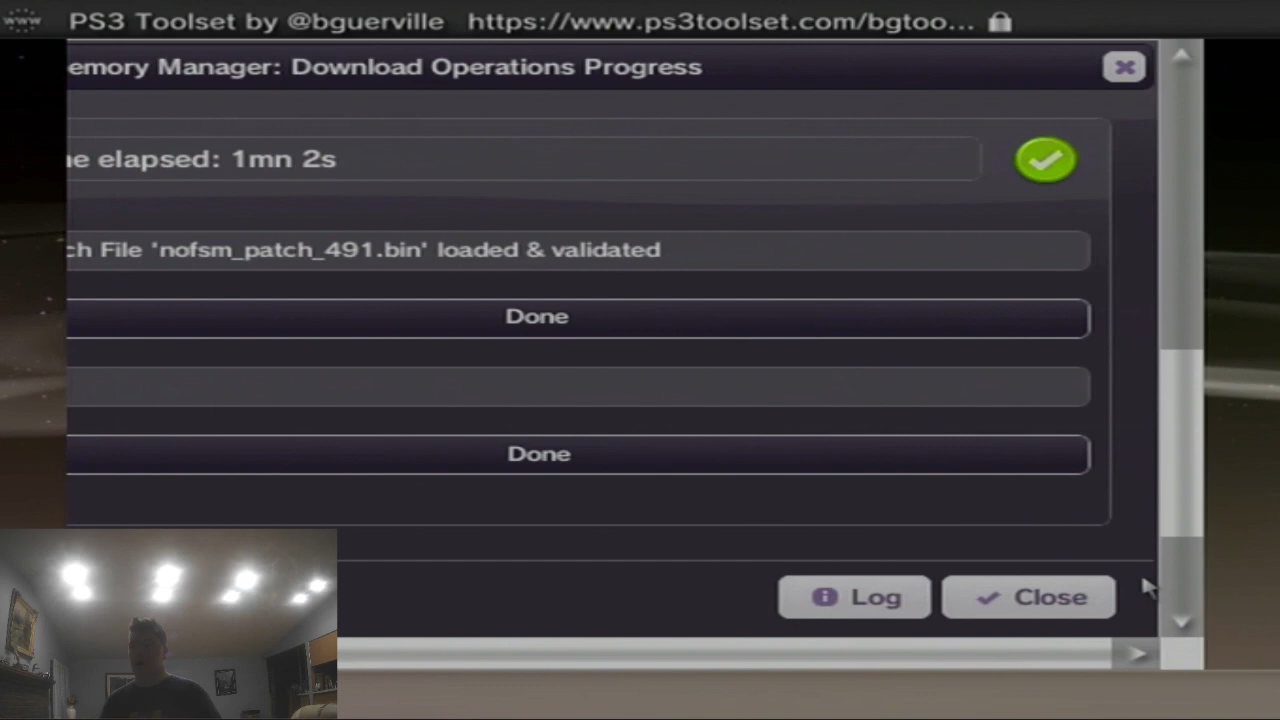 www PS3 Toolset by @bguerville https://www.ps3toolset.com/bgtoo...
emory Manager: Download Operations Progress
e elapsed: 1mn 2s
ch File 'nofsm_patch_491.bin' loaded & validated
Done
Done
Log
Close